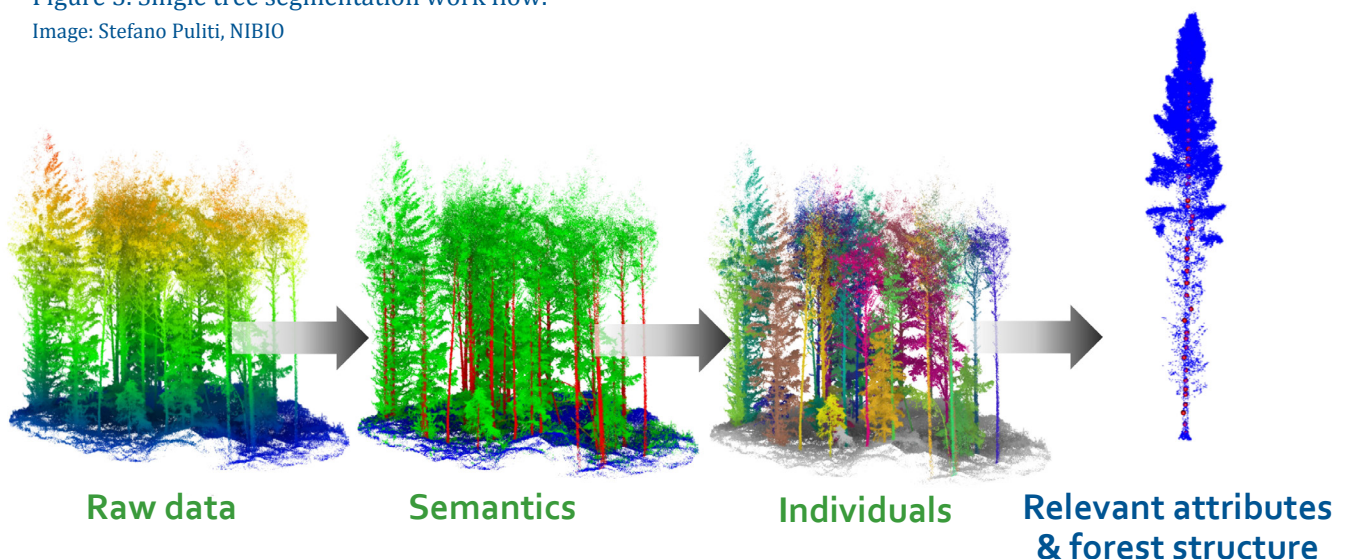 Figure 3. Single tree segmentation work flow.
Image: Stefano Puliti, NIBIO
Raw data
Semantics
Individuals
Relevant attributes
& forest structure